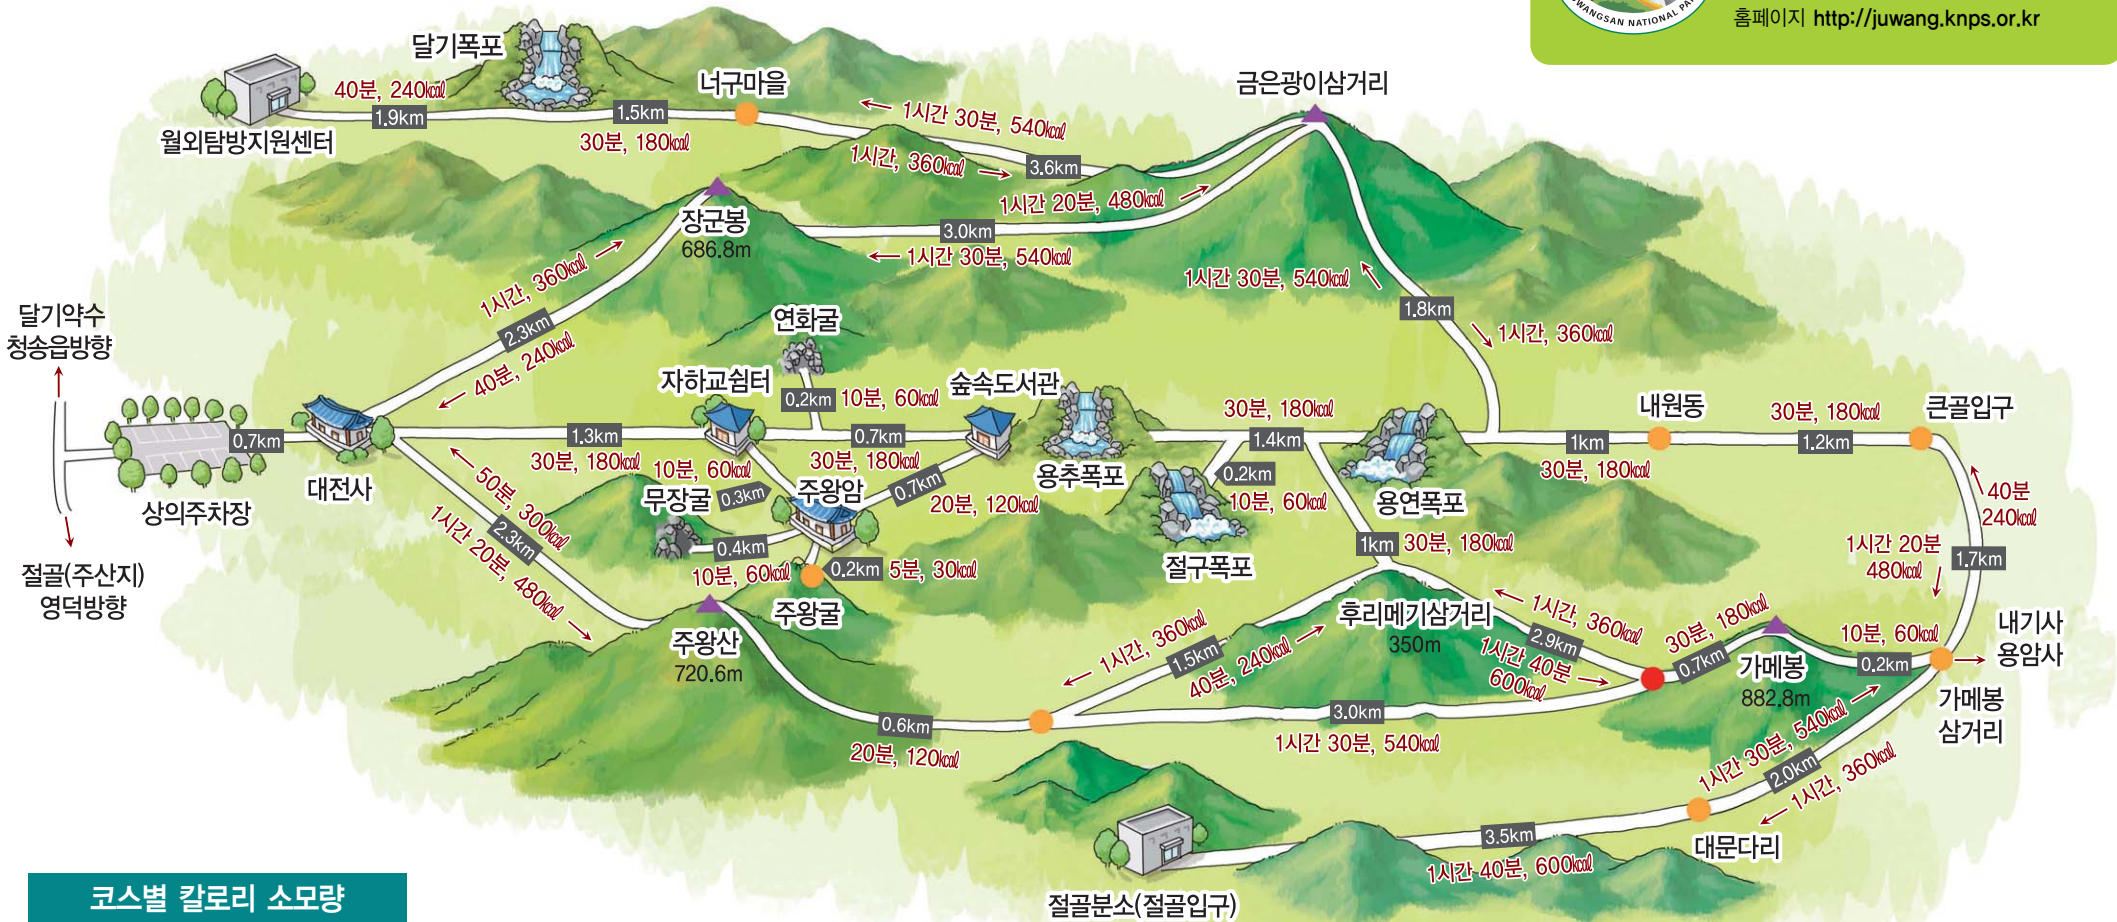 JUWANGSAN NATIONAL PARK
홈페이지 http://juwang.knps.or.kr
달기폭포
너구마을
금은광이삼거리
40분, 240kcal
1.9km
1.5km
월외탐방지원센터
30분, 180kcal
1시간 30분, 540kcal
1시간, 360kcal
3.6km
1시간 20분, 480kcal
장군봉
686.8m
3.0km
1시간 30분, 540kcal
1시간 30분, 540kcal
1.8km
1시간, 360kcal
1시간, 360kcal
2.3km
40분, 240kcal
달기약수
청송읍방향
연화굴
자하교쉼터
0.2km
10분, 60kcal
숲속도서관
30분, 180kcal
내원동
30분, 180kcal
큰골입구
0.7km
1.3km
0.7km
1.4km
1km
1.2km
대전사
30분, 180kcal
10분, 60kcal
30분, 180kcal
용추폭포
0.2km
10분, 60kcal
용연폭포
30분, 180kcal
상의주차장
무장굴
0.3km
주왕암
0.7km
20분, 120kcal
40분
240kcal
50분, 300kcal
2.3km
1시간 20분, 480kcal
0.4km
10분, 60kcal
0.2km
5분, 30kcal
절구폭포
1km
30분, 180kcal
1시간 20분
480kcal
1.7km
절골(주산지)
영덕방향
주왕굴
주왕산
720.6m
후리메기삼거리
350m
1시간, 360kcal
1.5km
40분, 240kcal
1시간, 360kcal
2.9km
1시간 40분
600kcal
30분, 180kcal
0.7km
가메봉
882.8m
10분, 60kcal
0.2km
내기사
용암사
가메봉
삼거리
0.6km
20분, 120kcal
3.0km
1시간 30분, 540kcal
1시간 30분, 540kcal
2.0km
1시간, 360kcal
대문다리
3.5km
1시간 40분, 600kcal
절골분소(절골입구)
코스별 칼로리 소모량